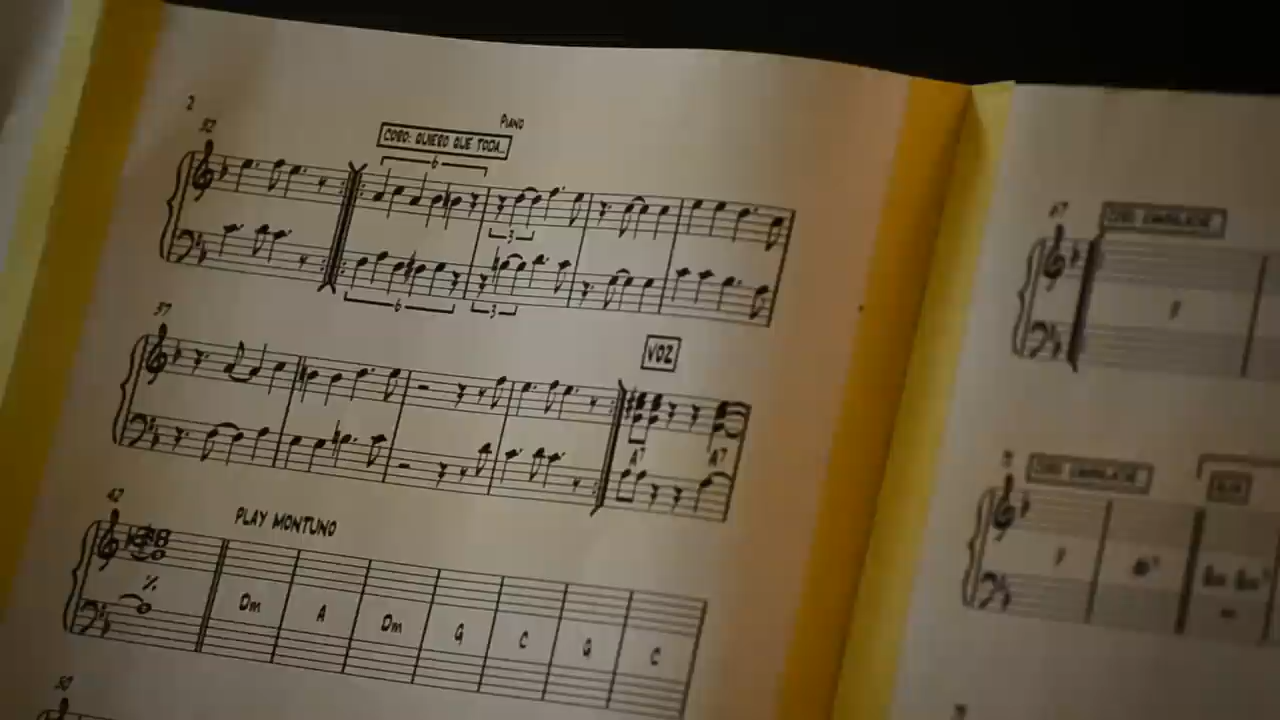 2
PIANO
32
CORO: QUIERO QUE TODA...
6
3
6
3
37
VOZ
A7
A7
42
PLAY MONTUNO
Dm
A
Dm
G
C
G
C
50
67